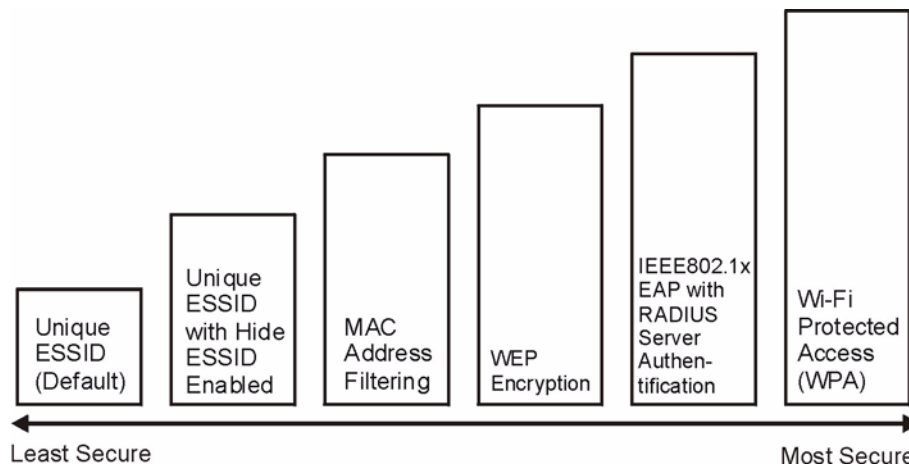 Unique
ESSID
(Default)
Unique
ESSID
with Hide
ESSID
Enabled
MAC
Address
Filtering
WEP
Encryption
IEEE802.1x
EAP with
RADIUS
Server
Authen-
tification
Wi-Fi
Protected
Access
(WPA)
Least Secure
Most Secure